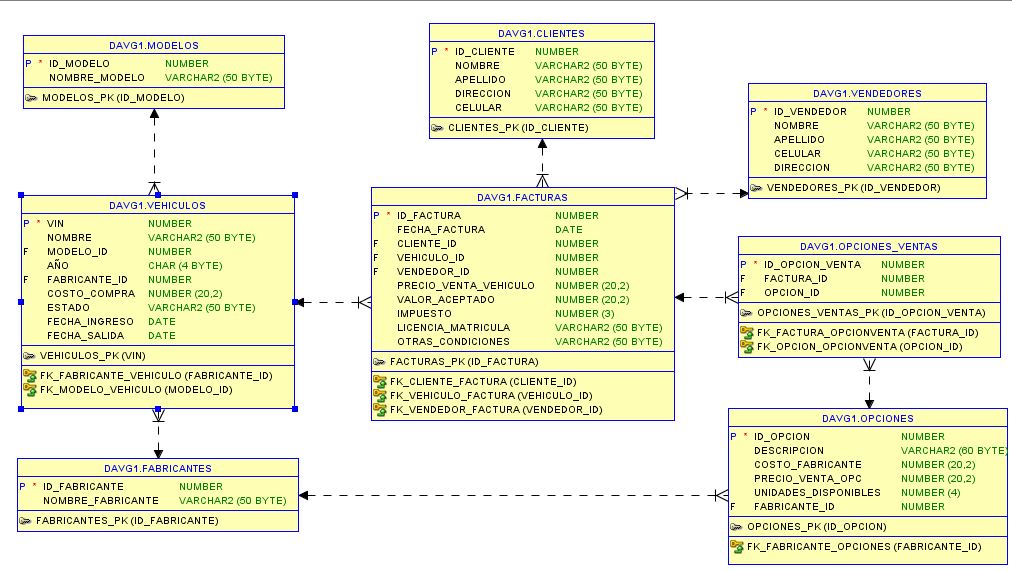 DAVG1.MODELOS
P * ID_MODELO NUMBER
NOMBRE_MODELO VARCHAR2 (50 BYTE)
MODELOS_PK (ID_MODELO)
DAVG1.CLIENTES
P * ID_CLIENTE NUMBER
NOMBRE VARCHAR2 (50 BYTE)
APELLIDO VARCHAR2 (50 BYTE)
DIRECCION VARCHAR2 (50 BYTE)
CELULAR VARCHAR2 (50 BYTE)
CLIENTES_PK (ID_CLIENTE)
DAVG1.VENDEDORES
P * ID_VENDEDOR NUMBER
NOMBRE VARCHAR2 (50 BYTE)
APELLIDO VARCHAR2 (50 BYTE)
CELULAR VARCHAR2 (50 BYTE)
DIRECCION VARCHAR2 (50 BYTE)
VENDEDORES_PK (ID_VENDEDOR)
DAVG1.VEHICULOS
P * VIN NUMBER
NOMBRE VARCHAR2 (50 BYTE)
F MODELO_ID NUMBER
AÑO CHAR (4 BYTE)
F FABRICANTE_ID NUMBER
COSTO_COMPRA NUMBER (20,2)
ESTADO VARCHAR2 (50 BYTE)
FECHA_INGRESO DATE
FECHA_SALIDA DATE
VEHICULOS_PK (VIN)
FK_FABRICANTE_VEHICULO (FABRICANTE_ID)
FK_MODELO_VEHICULO (MODELO_ID)
DAVG1.FACTURAS
P * ID_FACTURA NUMBER
FECHA_FACTURA DATE
F CLIENTE_ID NUMBER
F VEHICULO_ID NUMBER
F VENDEDOR_ID NUMBER
PRECIO_VENTA_VEHICULO NUMBER (20,2)
VALOR_ACEPTADO NUMBER (20,2)
IMPUESTO NUMBER (3)
LICENCIA_MATRICULA VARCHAR2 (50 BYTE)
OTRAS_CONDICIONES VARCHAR2 (50 BYTE)
FACTURAS_PK (ID_FACTURA)
FK_CLIENTE_FACTURA (CLIENTE_ID)
FK_VEHICULO_FACTURA (VEHICULO_ID)
FK_VENDEDOR_FACTURA (VENDEDOR_ID)
DAVG1.OPCIONES_VENTAS
P * ID_OPCION_VENTA NUMBER
F FACTURA_ID NUMBER
F OPCION_ID NUMBER
OPCIONES_VENTAS_PK (ID_OPCION_VENTA)
FK_FACTURA_OPCIONVENTA (FACTURA_ID)
FK_OPCION_OPCIONVENTA (OPCION_ID)
DAVG1.FABRICANTES
P * ID_FABRICANTE NUMBER
NOMBRE_FABRICANTE VARCHAR2 (50 BYTE)
FABRICANTES_PK (ID_FABRICANTE)
DAVG1.OPCIONES
P * ID_OPCION NUMBER
DESCRIPCION VARCHAR2 (60 BYTE)
COSTO_FABRICANTE NUMBER (20,2)
PRECIO_VENTA_OPC NUMBER (20,2)
UNIDADES_DISPONIBLES NUMBER (4)
F FABRICANTE_ID NUMBER
OPCIONES_PK (ID_OPCION)
FK_FABRICANTE_OPCIONES (FABRICANTE_ID)